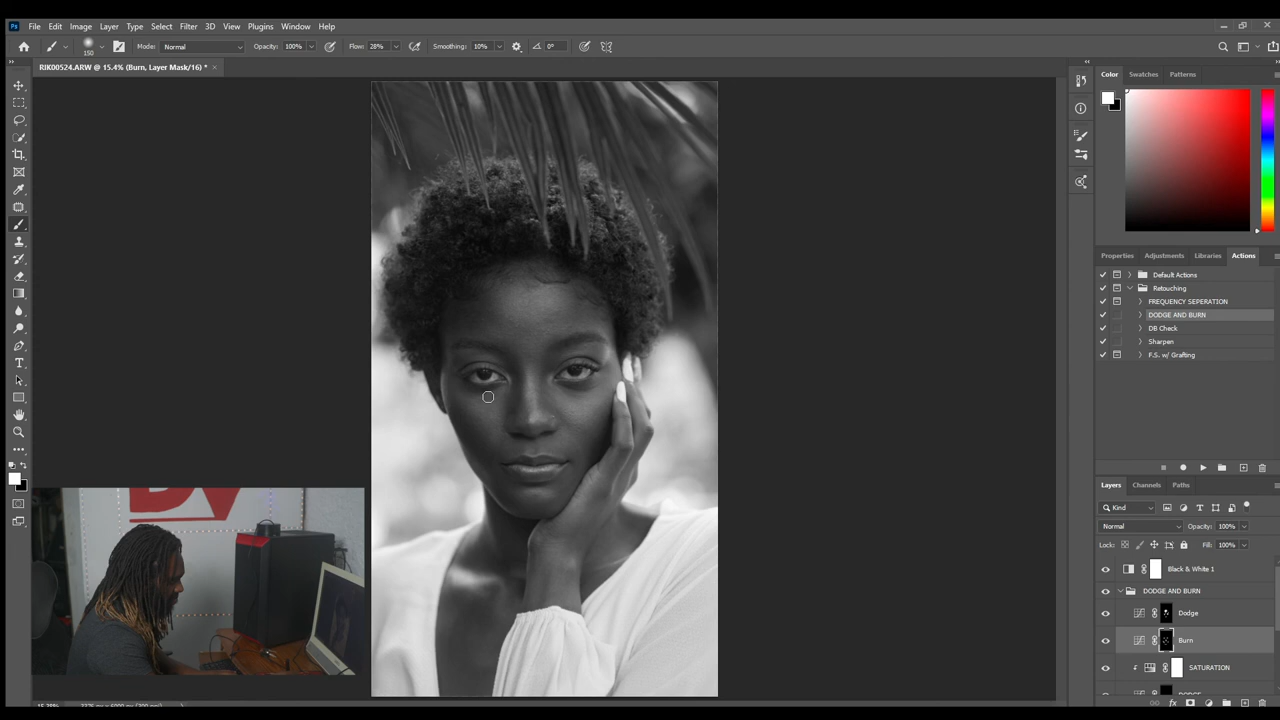 Ps File Edit Image Layer Type Select Filter 3D View Plugins Window Help
150 Mode: Normal Opacity: 100% Flow: 28% Smoothing: 10% 0°
RIK00524.ARW @ 15.4% (Burn, Layer Mask/16) * ×
Color Swatches Patterns
Properties Adjustments Libraries Actions
Default Actions
Retouching
FREQUENCY SEPERATION
DODGE AND BURN
DB Check
Sharpen
F.S. w/ Grafting
Layers Channels Paths
Kind
Normal Opacity: 100%
Lock: Fill: 100%
Black & White 1
DODGE AND BURN
Dodge
Burn
SATURATION